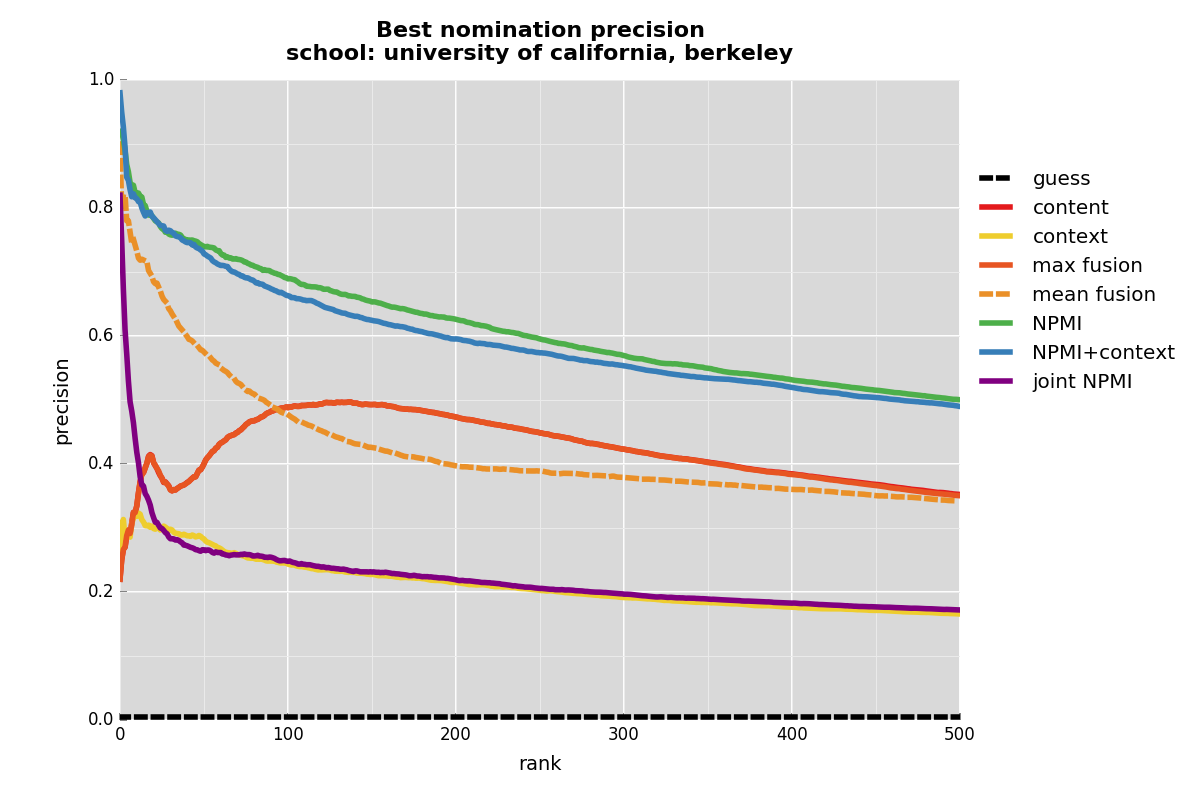 Best nomination precision
school: university of california, berkeley
precision
1.0
0.8
0.6
0.4
0.2
0.0
0 100 200 300 400 500
rank
guess
content
context
max fusion
mean fusion
NPMI
NPMI+context
joint NPMI